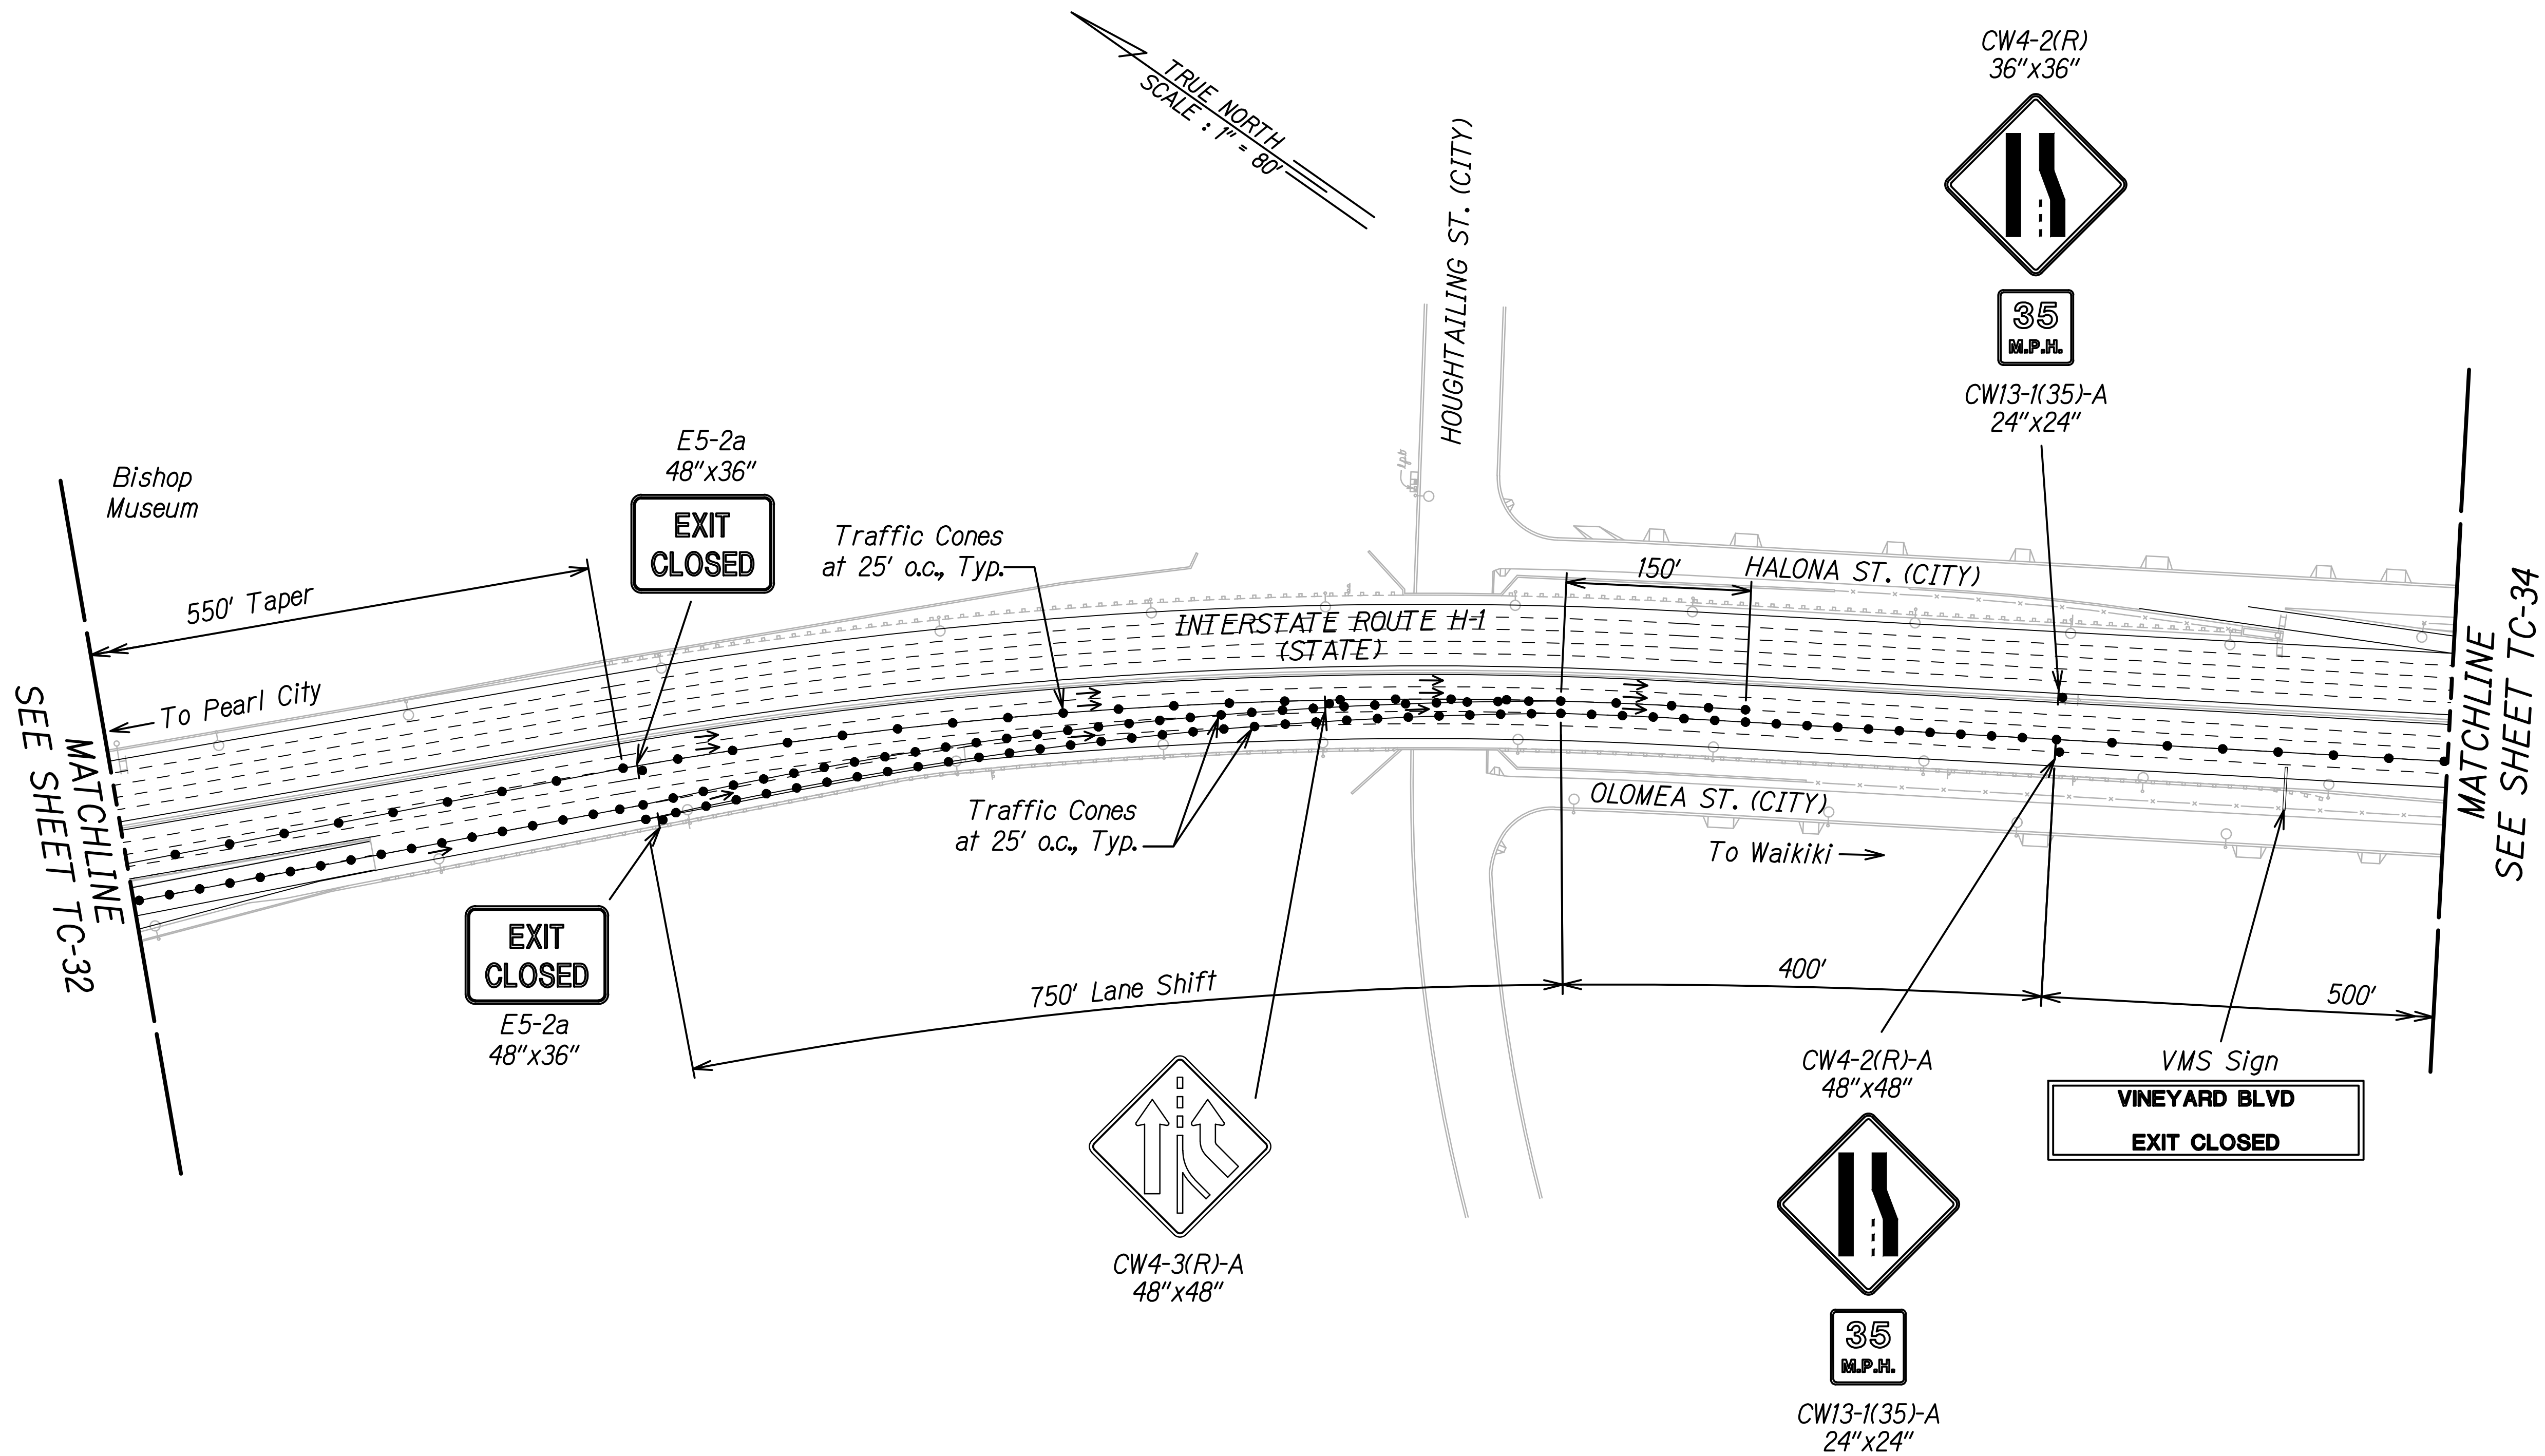 TRUE NORTH
SCALE : 1" = 80'
CW4-2(R)
36"x36"
35
M.P.H.
CW13-1(35)-A
24"x24"
HOUGHTAILING ST. (CITY)
Bishop
Museum
E5-2a
48"x36"
EXIT
CLOSED
Traffic Cones
at 25' o.c., Typ.
lpb
550' Taper
To Pearl City
MATCHLINE
SEE SHEET TC-32
INTERSTATE ROUTE H-1
(STATE)
150'
HALONA ST. (CITY)
MATCHLINE
SEE SHEET TC-34
Traffic Cones
at 25' o.c., Typ.
OLOMEA ST. (CITY)
To Waikiki
EXIT
CLOSED
E5-2a
48"x36"
750' Lane Shift
400'
500'
CW4-3(R)-A
48"x48"
CW4-2(R)-A
48"x48"
35
M.P.H.
CW13-1(35)-A
24"x24"
VMS Sign
VINEYARD BLVD
EXIT CLOSED